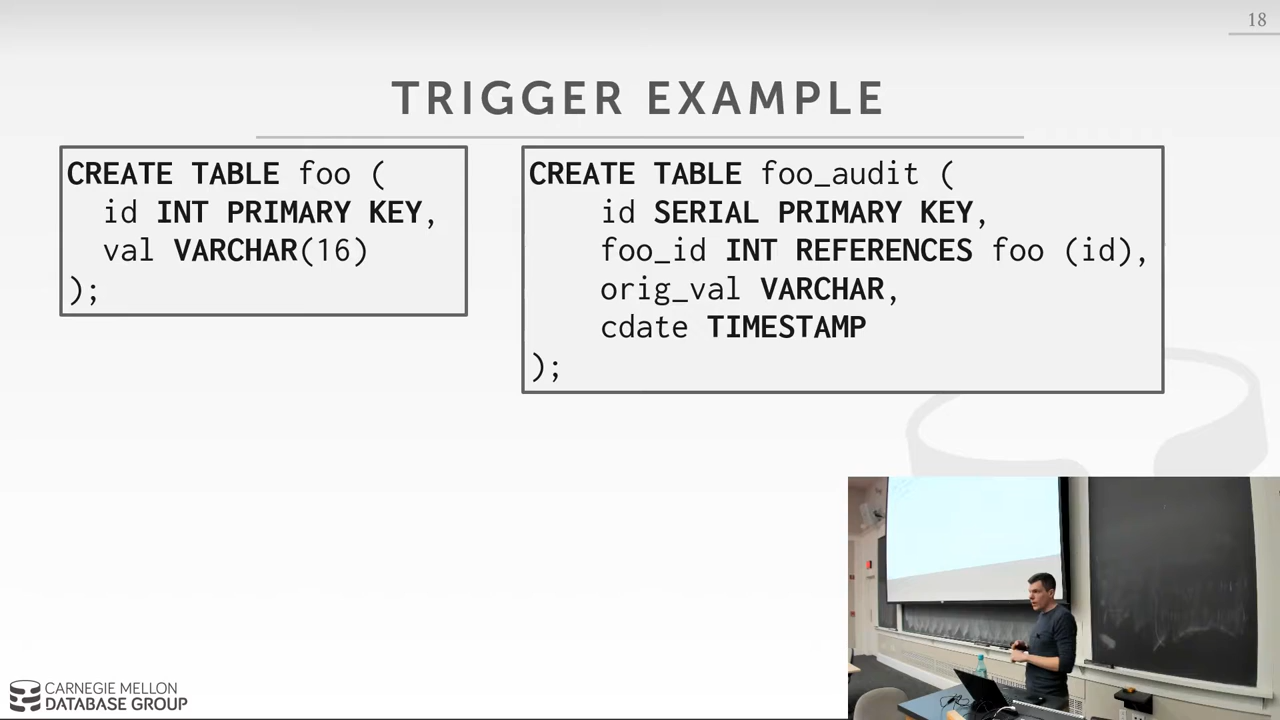 18
TRIGGER EXAMPLE
CREATE TABLE foo (
id INT PRIMARY KEY,
val VARCHAR(16)
);
CREATE TABLE foo_audit (
id SERIAL PRIMARY KEY,
foo_id INT REFERENCES foo (id),
orig_val VARCHAR,
cdate TIMESTAMP
);
CARNEGIE MELLON
DATABASE GROUP